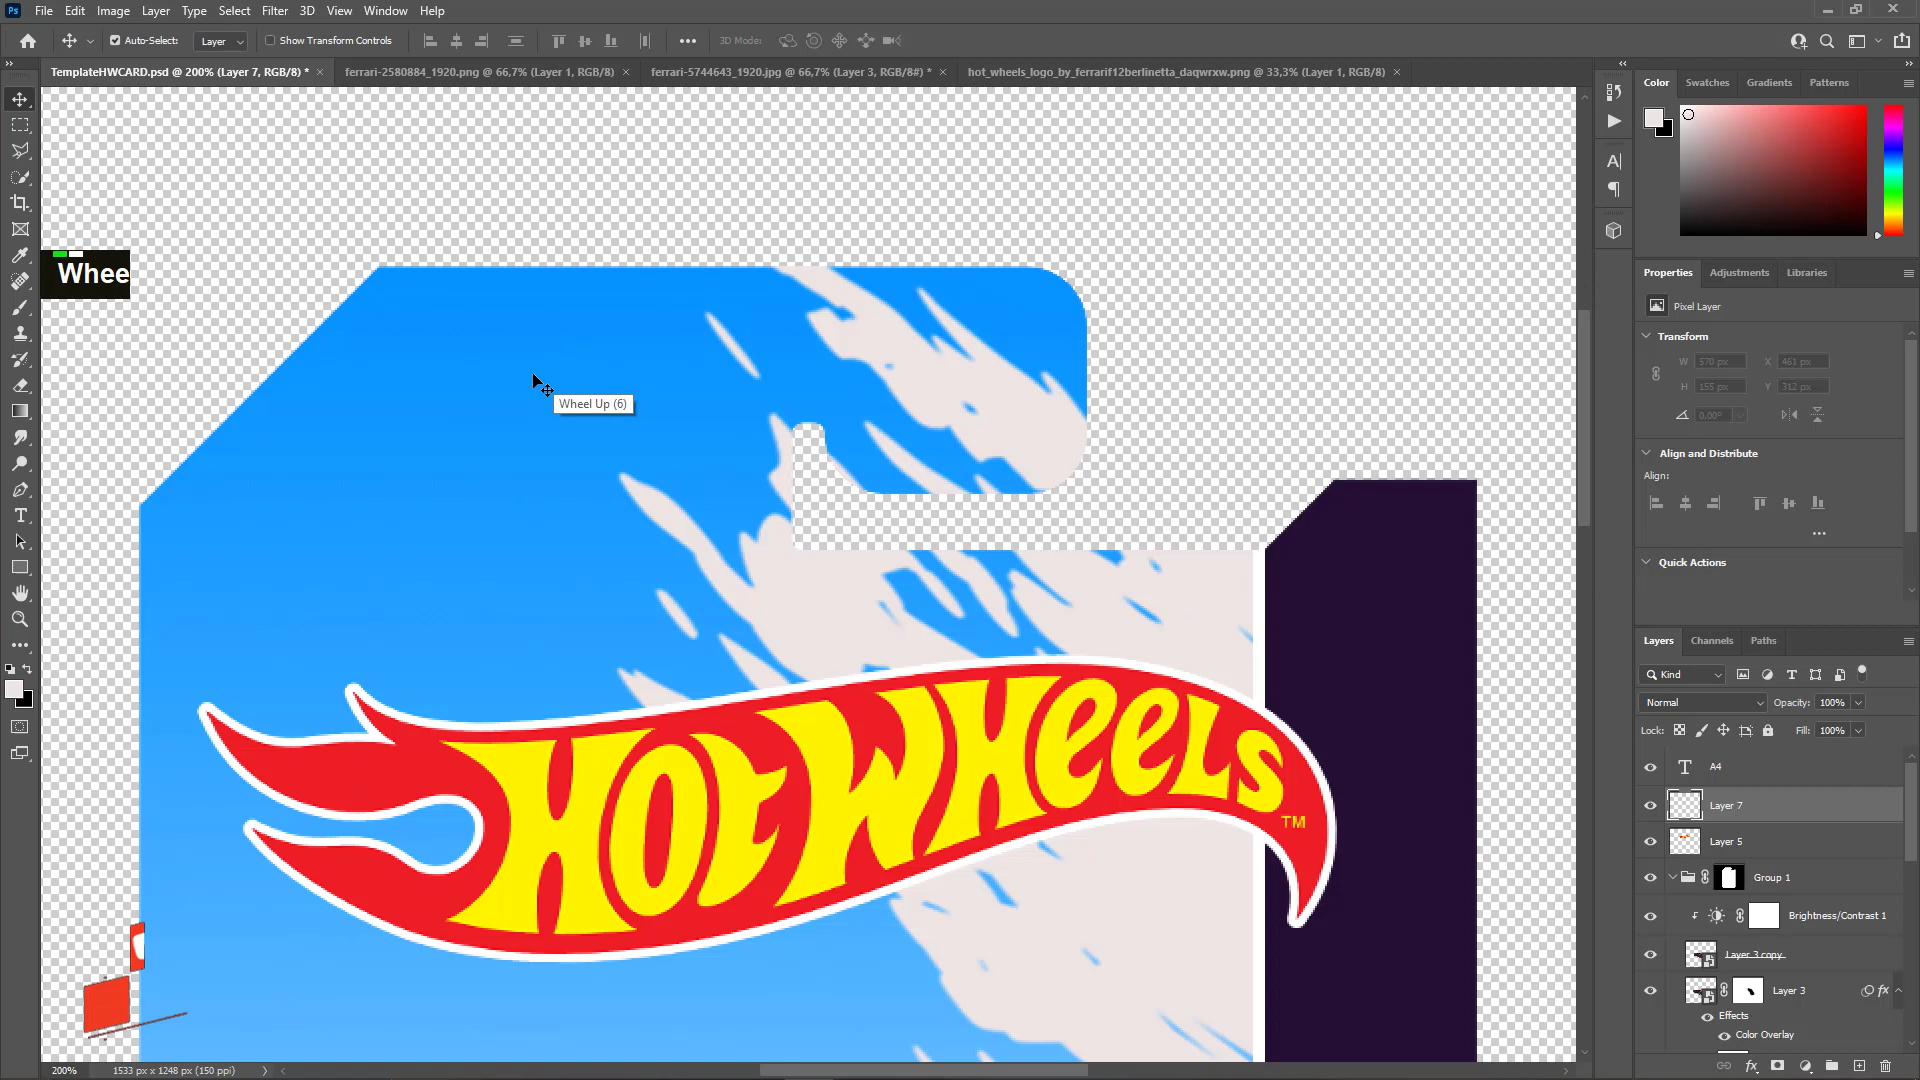 Ps File Edit Image Layer Type Select Filter 3D View Window Help
Auto-Select: Layer Show Transform Controls 3D Mode:
TemplateHWCARD.psd @ 200% (Layer 7, RGB/8) * × ferrari-2580884_1920.png @ 66,7% (Layer 1, RGB/8) × ferrari-5744643_1920.jpg @ 66,7% (Layer 3, RGB/8#) * × hot_wheels_logo_by_ferrarif12berlinetta_daqwrxw.png @ 33,3% (Layer 1, RGB/8) ×
Color Swatches Gradients Patterns
Whee
Wheel Up (6)
HOT WHEELS TM
Properties Adjustments Libraries
Pixel Layer
Transform
W 570 px X 461 px
H 155 px Y 312 px
0,00°
Align and Distribute
Align:
Quick Actions
Layers Channels Paths
Kind
Normal Opacity: 100%
Lock: Fill: 100%
A4
Layer 7
Layer 5
Group 1
Brightness/Contrast 1
Layer 3 copy
Layer 3 fx
Effects
Color Overlay
200% 1533 px x 1248 px (150 ppi)
fx